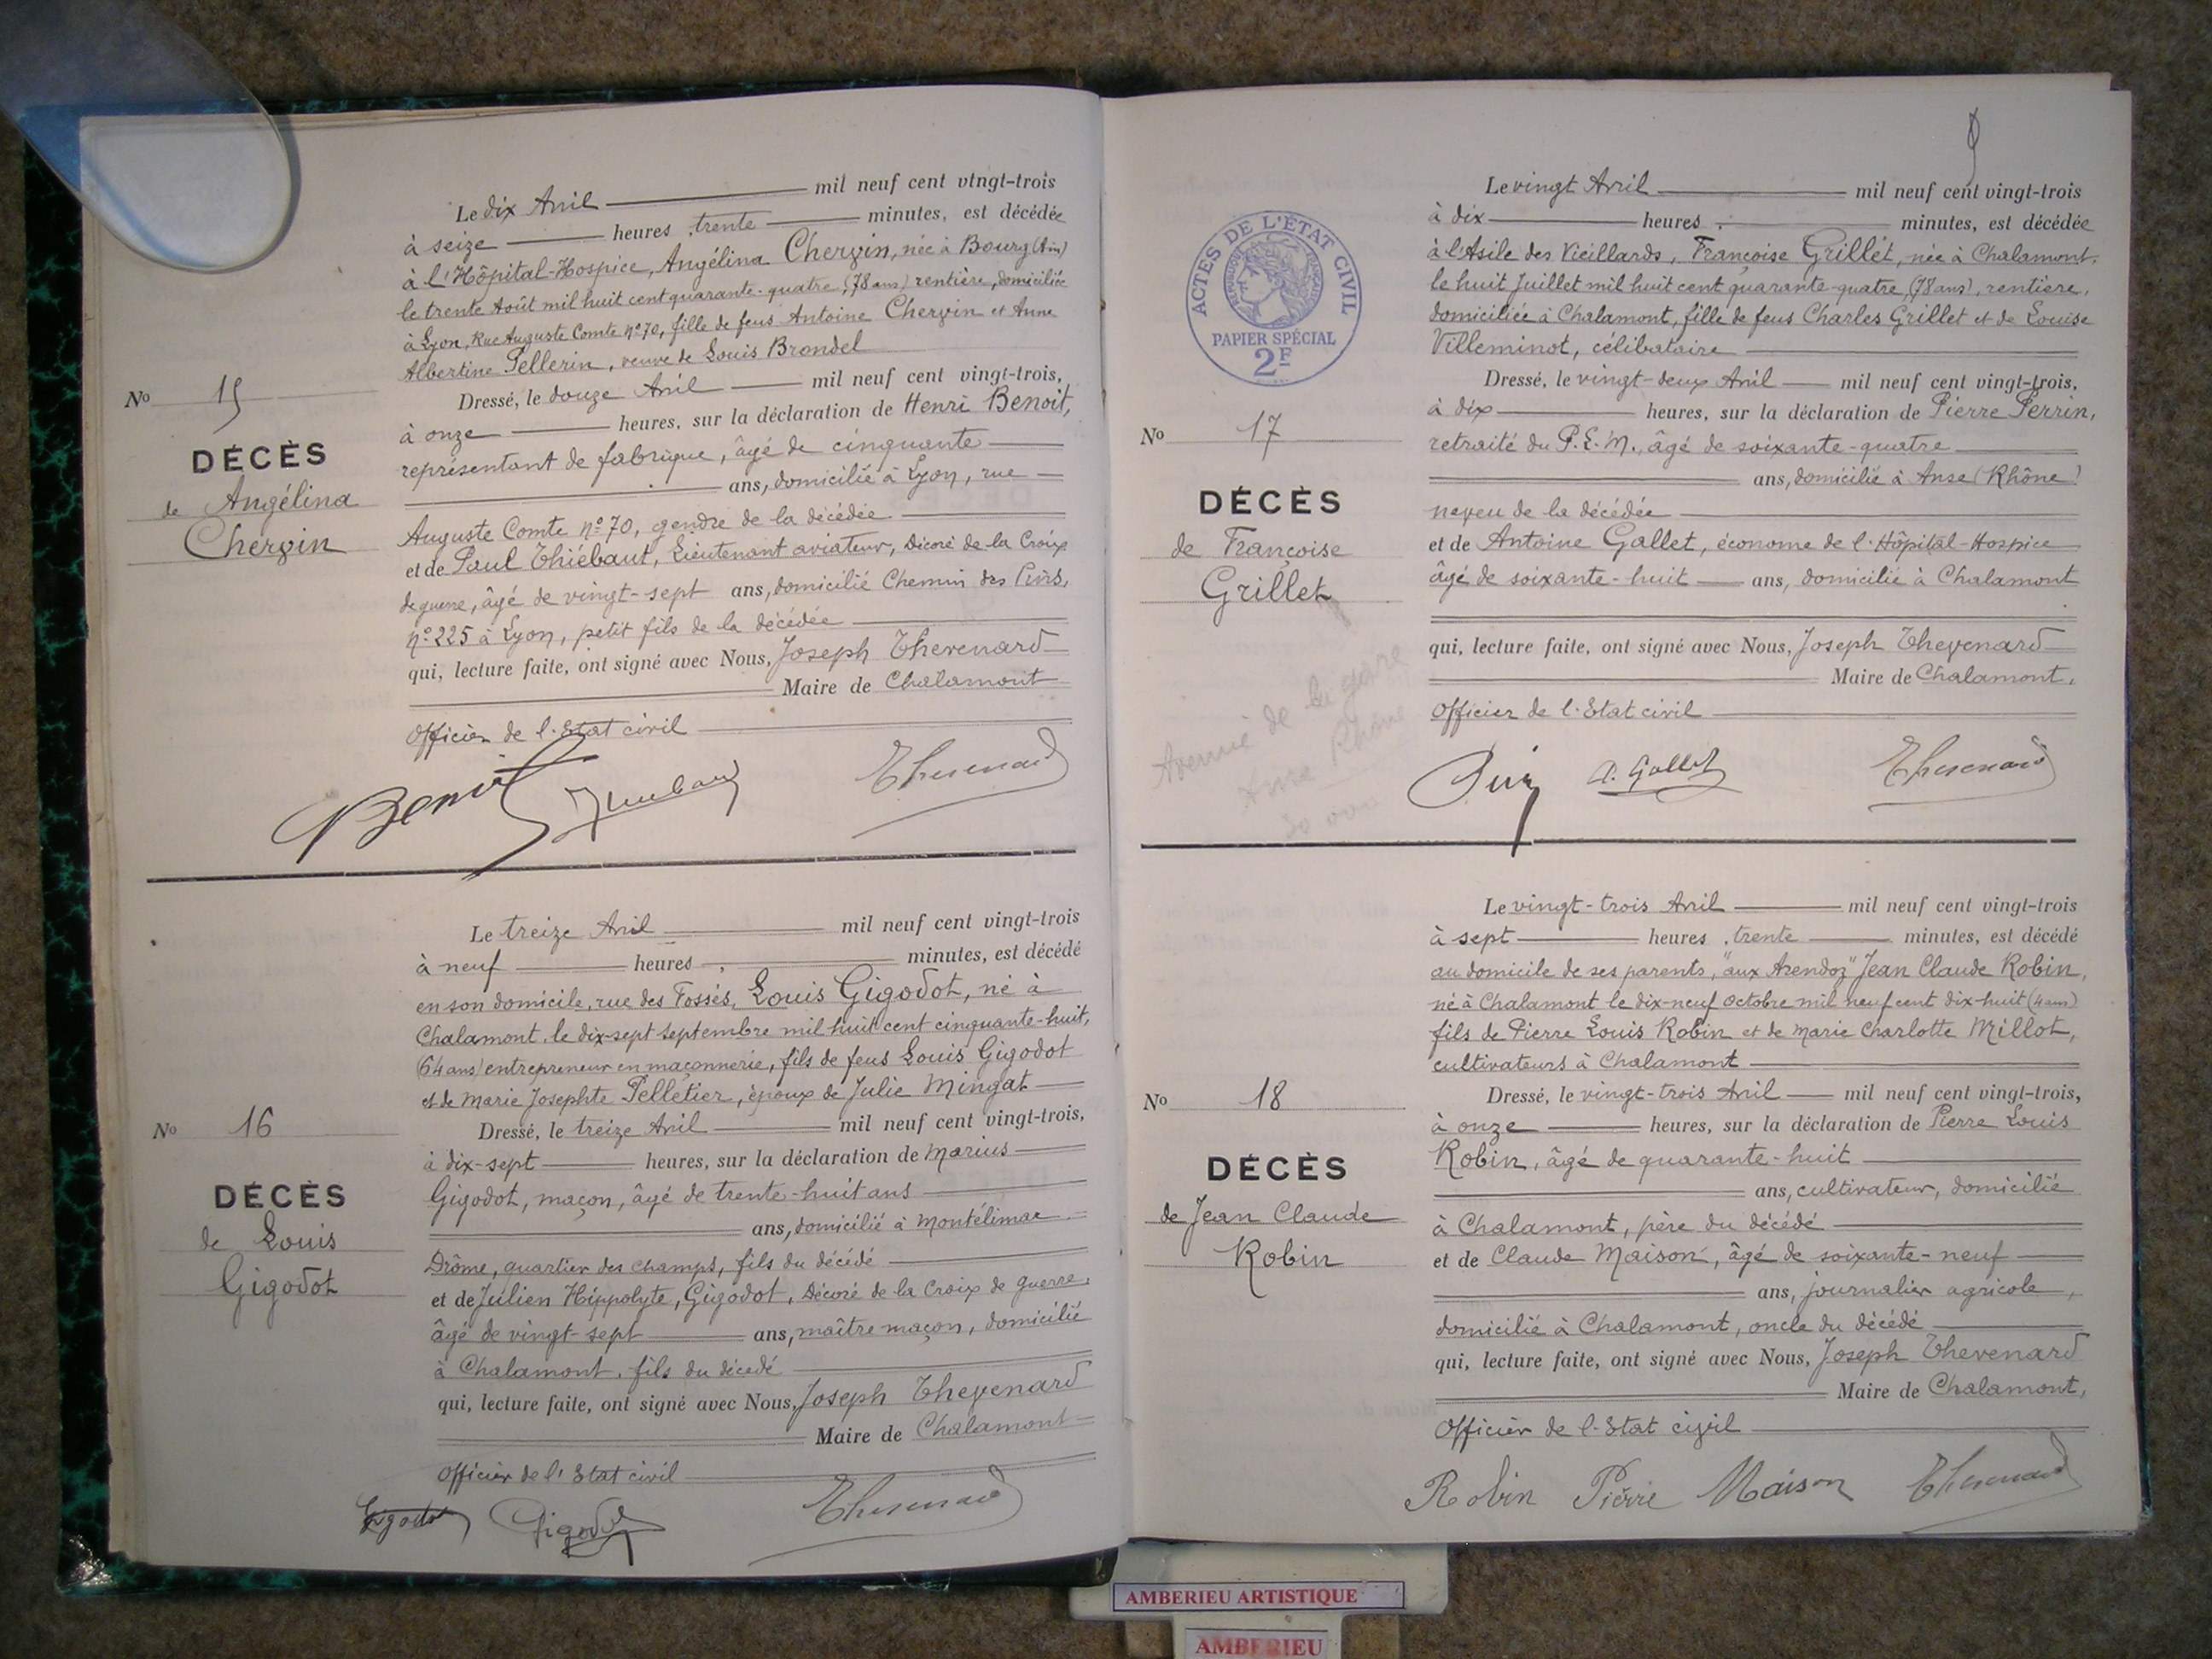 Le dix Avril mil neuf cent vingt-trois
à seize heures trente minutes, est décédée
à l'Hôpital-Hospice, Angélina Chervin, née à Bourg (Ain)
le trente Août mil huit cent quarante-quatre, (78 ans) rentière, domiciliée
à Lyon, Rue Auguste Comte nº 70, fille de feus Antoine Chervin et Anne
Albertine Pellerin, veuve de Louis Brondel
Dressé, le douze Avril mil neuf cent vingt-trois,
à onze heures, sur la déclaration de Henri Benoit,
représentant de fabrique, âgé de cinquante
ans, domicilié à Lyon, rue
Auguste Comte nº 70, gendre de la décédée
et de Paul Thiébaut, Lieutenant aviateur, Décoré de la Croix
de guerre, âgé de vingt-sept ans, domicilié Chemin des Pins,
nº 225 à Lyon, petit fils de la décédée
qui, lecture faite, ont signé avec Nous, Joseph Thevenard
Maire de Chalamont
Officier de l'Etat civil
Benoit Thevenard
No 15
DÉCÈS
de Angélina
Chervin
Le treize Avril mil neuf cent vingt-trois
à neuf heures minutes, est décédé
en son domicile, rue des Fossés, Louis Gigodot, né à
Chalamont, le dix-sept septembre mil huit cent cinquante-huit,
(64 ans) entrepreneur en maçonnerie, fils de feus Louis Gigodot
et de Marie Josephte Pelletier, époux de Julie Mingat
Dressé, le treize Avril mil neuf cent vingt-trois,
à dix-sept heures, sur la déclaration de Marius
Gigodot, maçon, âgé de trente-huit ans
ans, domicilié à Montélimar
Drôme, quartier des champs, fils du décédé
et de Julien Hippolyte, Gigodot, Décoré de la Croix de guerre,
âgé de vingt-sept ans, maître maçon, domicilié
à Chalamont, fils du décédé
qui, lecture faite, ont signé avec Nous, Joseph Thevenard
Maire de Chalamont
Officier de l'Etat civil
Gigodot Gigodot Thevenard
No 16
DÉCÈS
de Louis
Gigodot
ACTES DE L'ÉTAT CIVIL
RÉPUBLIQUE FRANÇAISE
PAPIER SPÉCIAL
2F
Le vingt Avril mil neuf cent vingt-trois
à dix heures minutes, est décédée
à l'Asile des Vieillards, Françoise Grillet, née à Chalamont,
le huit Juillet mil huit cent quarante-quatre, (78 ans), rentière,
domiciliée à Chalamont, fille de feus Charles Grillet et de Louise
Villeminot, célibataire
Dressé, le vingt-deux Avril mil neuf cent vingt-trois,
à dix heures, sur la déclaration de Pierre Perrin,
retraité du P.L.M., âgé de soixante-quatre
ans, domicilié à Anse (Rhône)
neveu de la décédée
et de Antoine Gallet, économe de l'Hôpital-Hospice
âgé de soixante-huit ans, domicilié à Chalamont
qui, lecture faite, ont signé avec Nous, Joseph Thevenard
Maire de Chalamont,
Officier de l'Etat civil
A. Gallet Thevenard
No 17
DÉCÈS
de Françoise
Grillet
Avenue de la gare
Anse Rhône
Le vingt-trois Avril mil neuf cent vingt-trois
à sept heures trente minutes, est décédé
au domicile de ses parents, "aux Arendoz" Jean Claude Robin,
né à Chalamont le dix-neuf octobre mil neuf cent dix-huit (4 ans)
fils de Pierre Louis Robin et de Marie Charlotte Millot,
cultivateurs à Chalamont
Dressé, le vingt-trois Avril mil neuf cent vingt-trois,
à onze heures, sur la déclaration de Pierre Louis
Robin, âgé de quarante-huit
ans, cultivateur, domicilié
à Chalamont, père du décédé
et de Claude Maison, âgé de soixante-neuf
ans, journalier agricole,
domicilié à Chalamont, oncle du décédé
qui, lecture faite, ont signé avec Nous, Joseph Thevenard
Maire de Chalamont,
Officier de l'Etat civil
Robin Pierre Maison Thevenard
No 18
DÉCÈS
de Jean Claude
Robin
AMBERIEU ARTISTIQUE
AMBERIEU